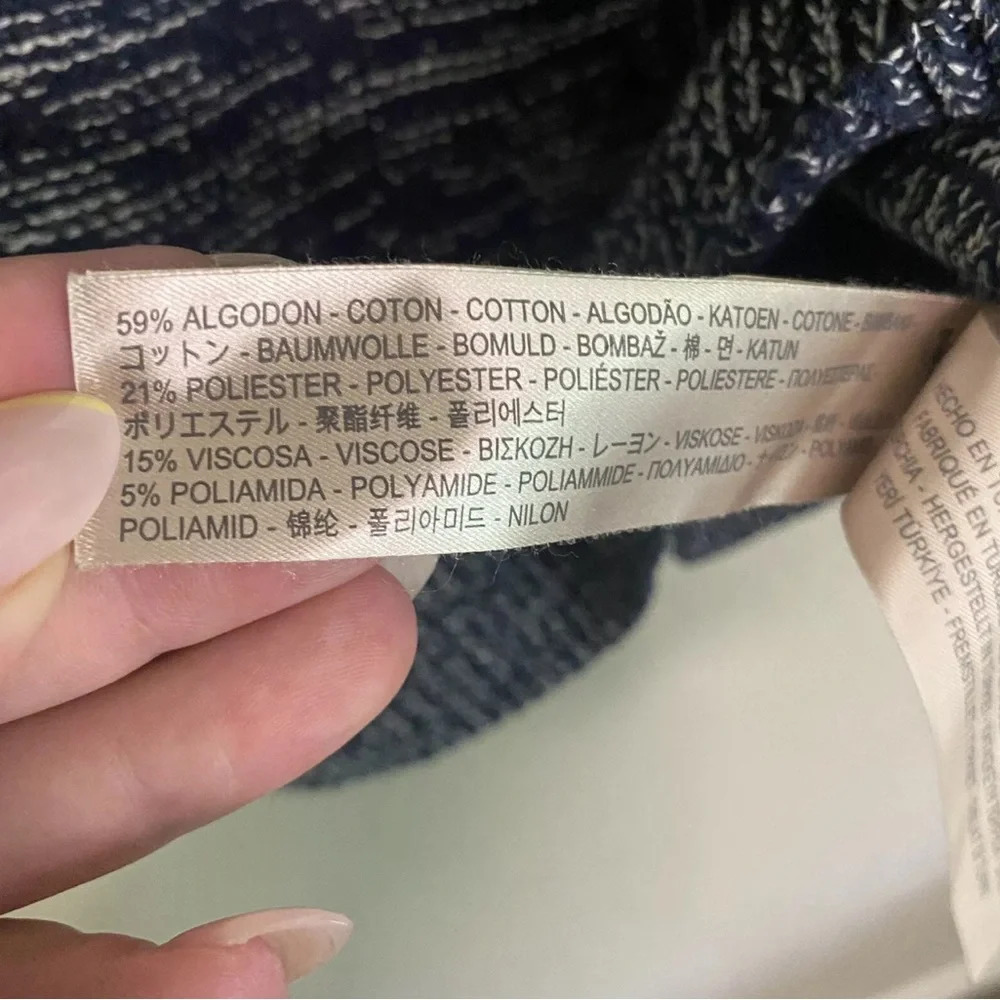 59% ALGODON - COTON - COTTON - ALGODÃO - KATOEN - COTONE -
コットン - BAUMWOLLE - BOMULD - BOMBAŽ - 棉 - 면 - KATUN
21% POLIESTER - POLYESTER - POLIÉSTER - POLIESTERE -
ポリエステル - 聚酯纤维 - 폴리에스터
15% VISCOSA - VISCOSE - ΒΙΣΚΟΖΗ - レーヨン - VISKOSE -
5% POLIAMIDA - POLYAMIDE - POLIAMMIDE - ΠΟΛΥΑΜΙΔΙΟ -
POLIAMID - 锦纶 - 폴리아미드 - NILON
HECHO EN
FABRIQUÉ EN
HERGESTELLT
YERİ TÜRKIYE -